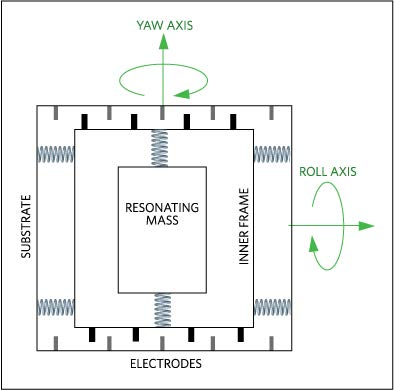 YAW AXIS
ROLL AXIS
SUBSTRATE
RESONATING
MASS
INNER FRAME
ELECTRODES